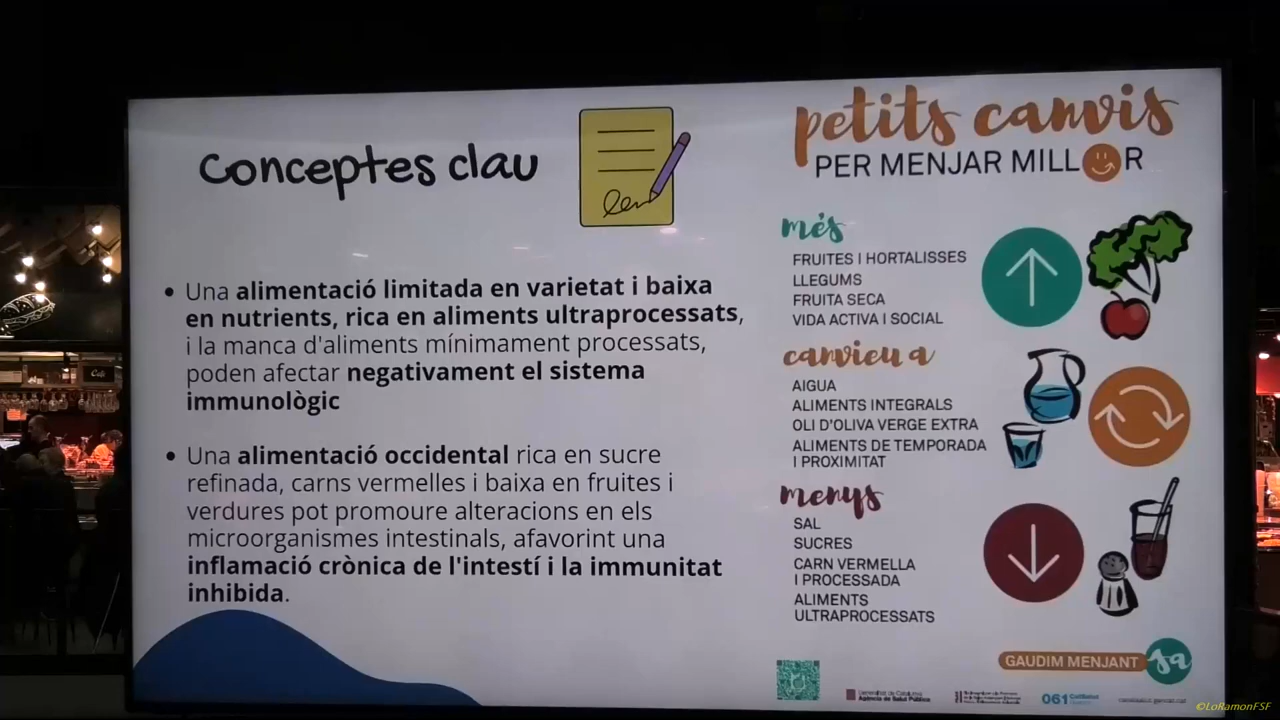 Conceptes clau
Una alimentació limitada en varietat i baixa
en nutrients, rica en aliments ultraprocessats,
i la manca d'aliments mínimament processats,
poden afectar negativament el sistema
immunològic
Una alimentació occidental rica en sucre
refinada, carns vermelles i baixa en fruites i
verdures pot promoure alteracions en els
microorganismes intestinals, afavorint una
inflamació crònica de l'intestí i la immunitat
inhibida.
petits canvis
PER MENJAR MILLOR
més
FRUITES I HORTALISSES
LLEGUMS
FRUITA SECA
VIDA ACTIVA I SOCIAL
canvieu a
AIGUA
ALIMENTS INTEGRALS
OLI D'OLIVA VERGE EXTRA
ALIMENTS DE TEMPORADA
I PROXIMITAT
menys
SAL
SUCRES
CARN VERMELLA
I PROCESSADA
ALIMENTS
ULTRAPROCESSATS
GAUDIM MENJANT sa
Generalitat de Catalunya
Agència de Salut Pública
061 CatSalut
canalsalut.gencat.cat
Cafè
©LoRamonFSF